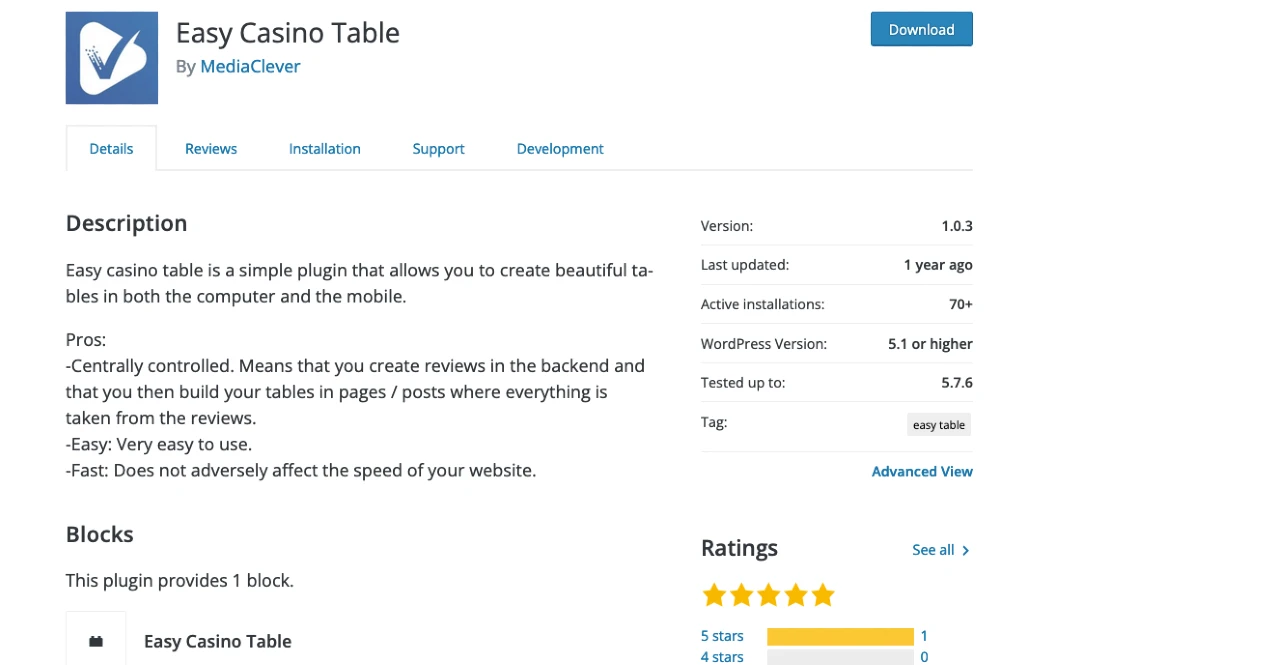 Easy Casino Table
By MediaClever
Download
Details
Reviews
Installation
Support
Development
Description
Easy casino table is a simple plugin that allows you to create beautiful ta-
bles in both the computer and the mobile.
Pros:
-Centrally controlled. Means that you create reviews in the backend and
that you then build your tables in pages / posts where everything is
taken from the reviews.
-Easy: Very easy to use.
-Fast: Does not adversely affect the speed of your website.
Blocks
This plugin provides 1 block.
Easy Casino Table
Version: 1.0.3
Last updated: 1 year ago
Active installations: 70+
WordPress Version: 5.1 or higher
Tested up to: 5.7.6
Tag: easy table
Advanced View
Ratings
See all
5 stars 1
4 stars 0